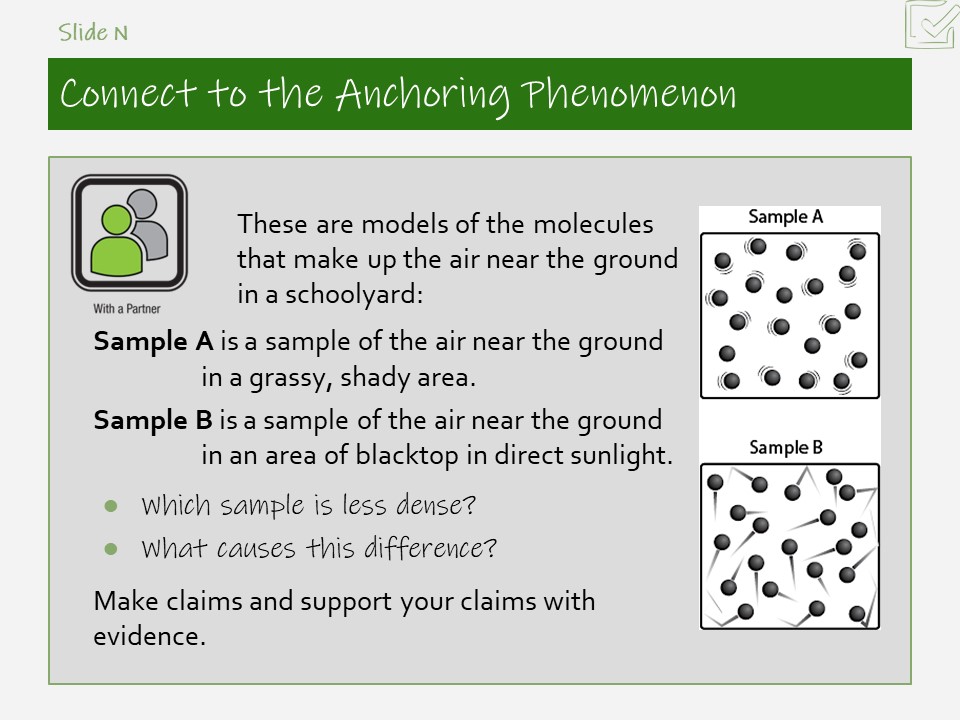 Slide N
Connect to the Anchoring Phenomenon
With a Partner
These are models of the molecules
that make up the air near the ground
in a schoolyard:
Sample A is a sample of the air near the ground
in a grassy, shady area.
Sample B is a sample of the air near the ground
in an area of blacktop in direct sunlight.
● Which sample is less dense?
● What causes this difference?
Make claims and support your claims with
evidence.
Sample A
Sample B